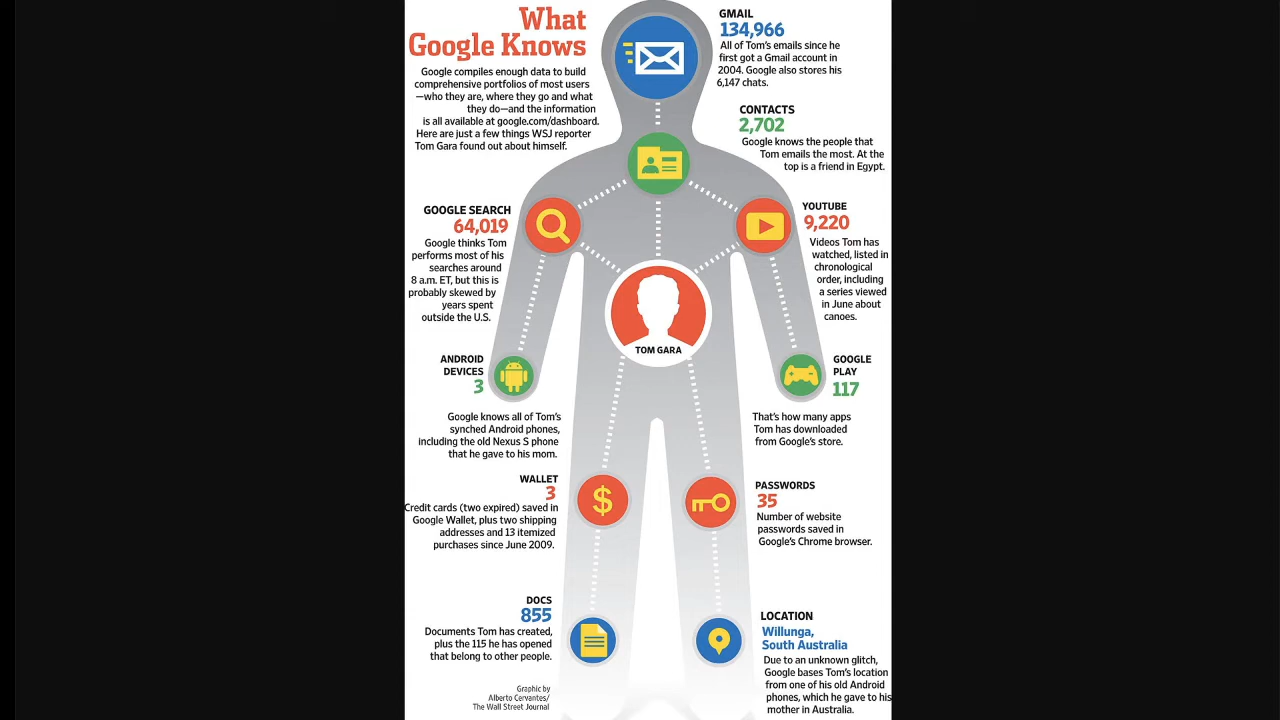 What
Google Knows
Google compiles enough data to build
comprehensive portfolios of most users
—who they are, where they go and what
they do—and the information
is all available at google.com/dashboard.
Here are just a few things WSJ reporter
Tom Gara found out about himself.
GMAIL
134,966
All of Tom's emails since he
first got a Gmail account in
2004. Google also stores his
6,147 chats.
CONTACTS
2,702
Google knows the people that
Tom emails the most. At the
top is a friend in Egypt.
GOOGLE SEARCH
64,019
Google thinks Tom
performs most of his
searches around
8 a.m. ET, but this is
probably skewed by
years spent
outside the U.S.
YOUTUBE
9,220
Videos Tom has
watched, listed in
chronological
order, including
a series viewed
in June about
canoes.
TOM GARA
ANDROID
DEVICES
3
Google knows all of Tom's
synched Android phones,
including the old Nexus S phone
that he gave to his mom.
GOOGLE
PLAY
117
That's how many apps
Tom has downloaded
from Google's store.
WALLET
3
Credit cards (two expired) saved in
Google Wallet, plus two shipping
addresses and 13 itemized
purchases since June 2009.
$
PASSWORDS
35
Number of website
passwords saved in
Google's Chrome browser.
DOCS
855
Documents Tom has created,
plus the 115 he has opened
that belong to other people.
LOCATION
Willunga,
South Australia
Due to an unknown glitch,
Google bases Tom's location
from one of his old Android
phones, which he gave to his
mother in Australia.
Graphic by
Alberto Cervantes/
The Wall Street Journal